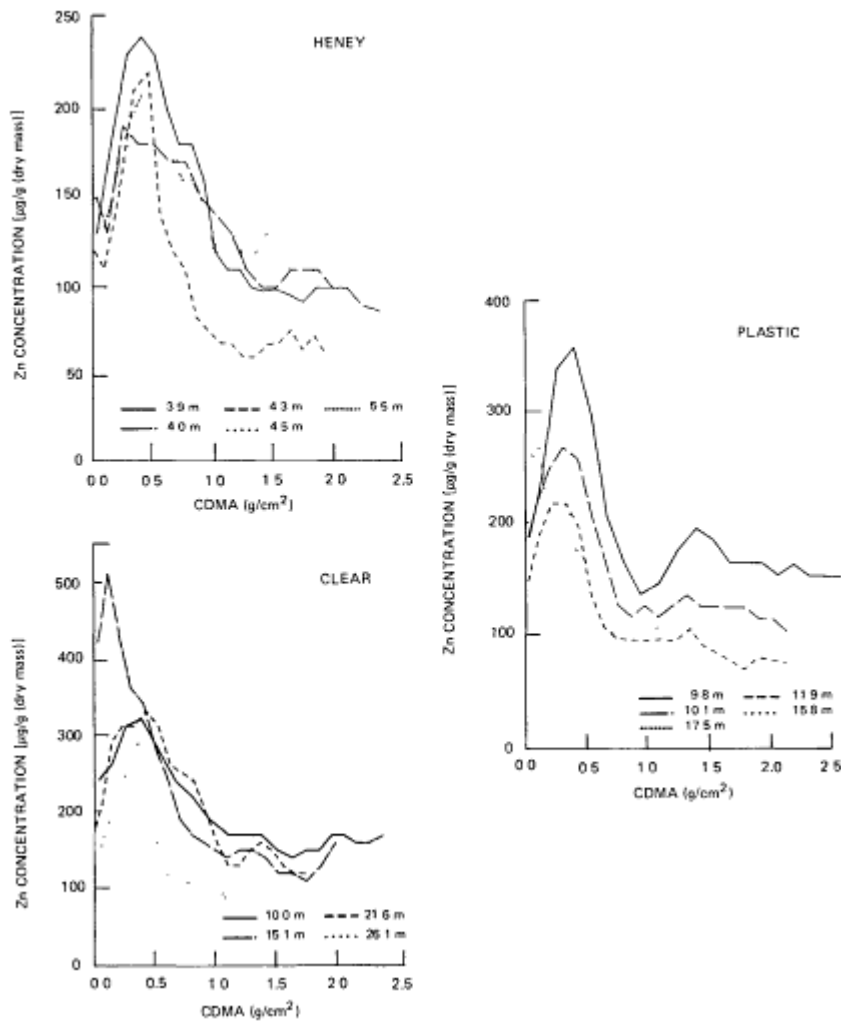 HENEY
Zn CONCENTRATION [µg/g (dry mass)]
250
200
150
100
50
0
3 9 m 4 3 m 5 5 m
4 0 m 4 5 m
0 0 0 5 1 0 1 5 2 0 2.5
CDMA (g/cm²)
PLASTIC
Zn CONCENTRATION [µg/g (dry mass)]
400
300
200
100
0
9 8 m 11 9 m
10 1 m 15 8 m
17 5 m
0 0 0 5 1 0 1 5 2 0 2 5
CDMA (g/cm²)
CLEAR
Zn CONCENTRATION [µg/g (dry mass)]
500
400
300
200
100
0
10 0 m 21 6 m
15 1 m 26 1 m
0 0 0.5 1 0 1.5 2 0 2.5
CDMA (g/cm²)